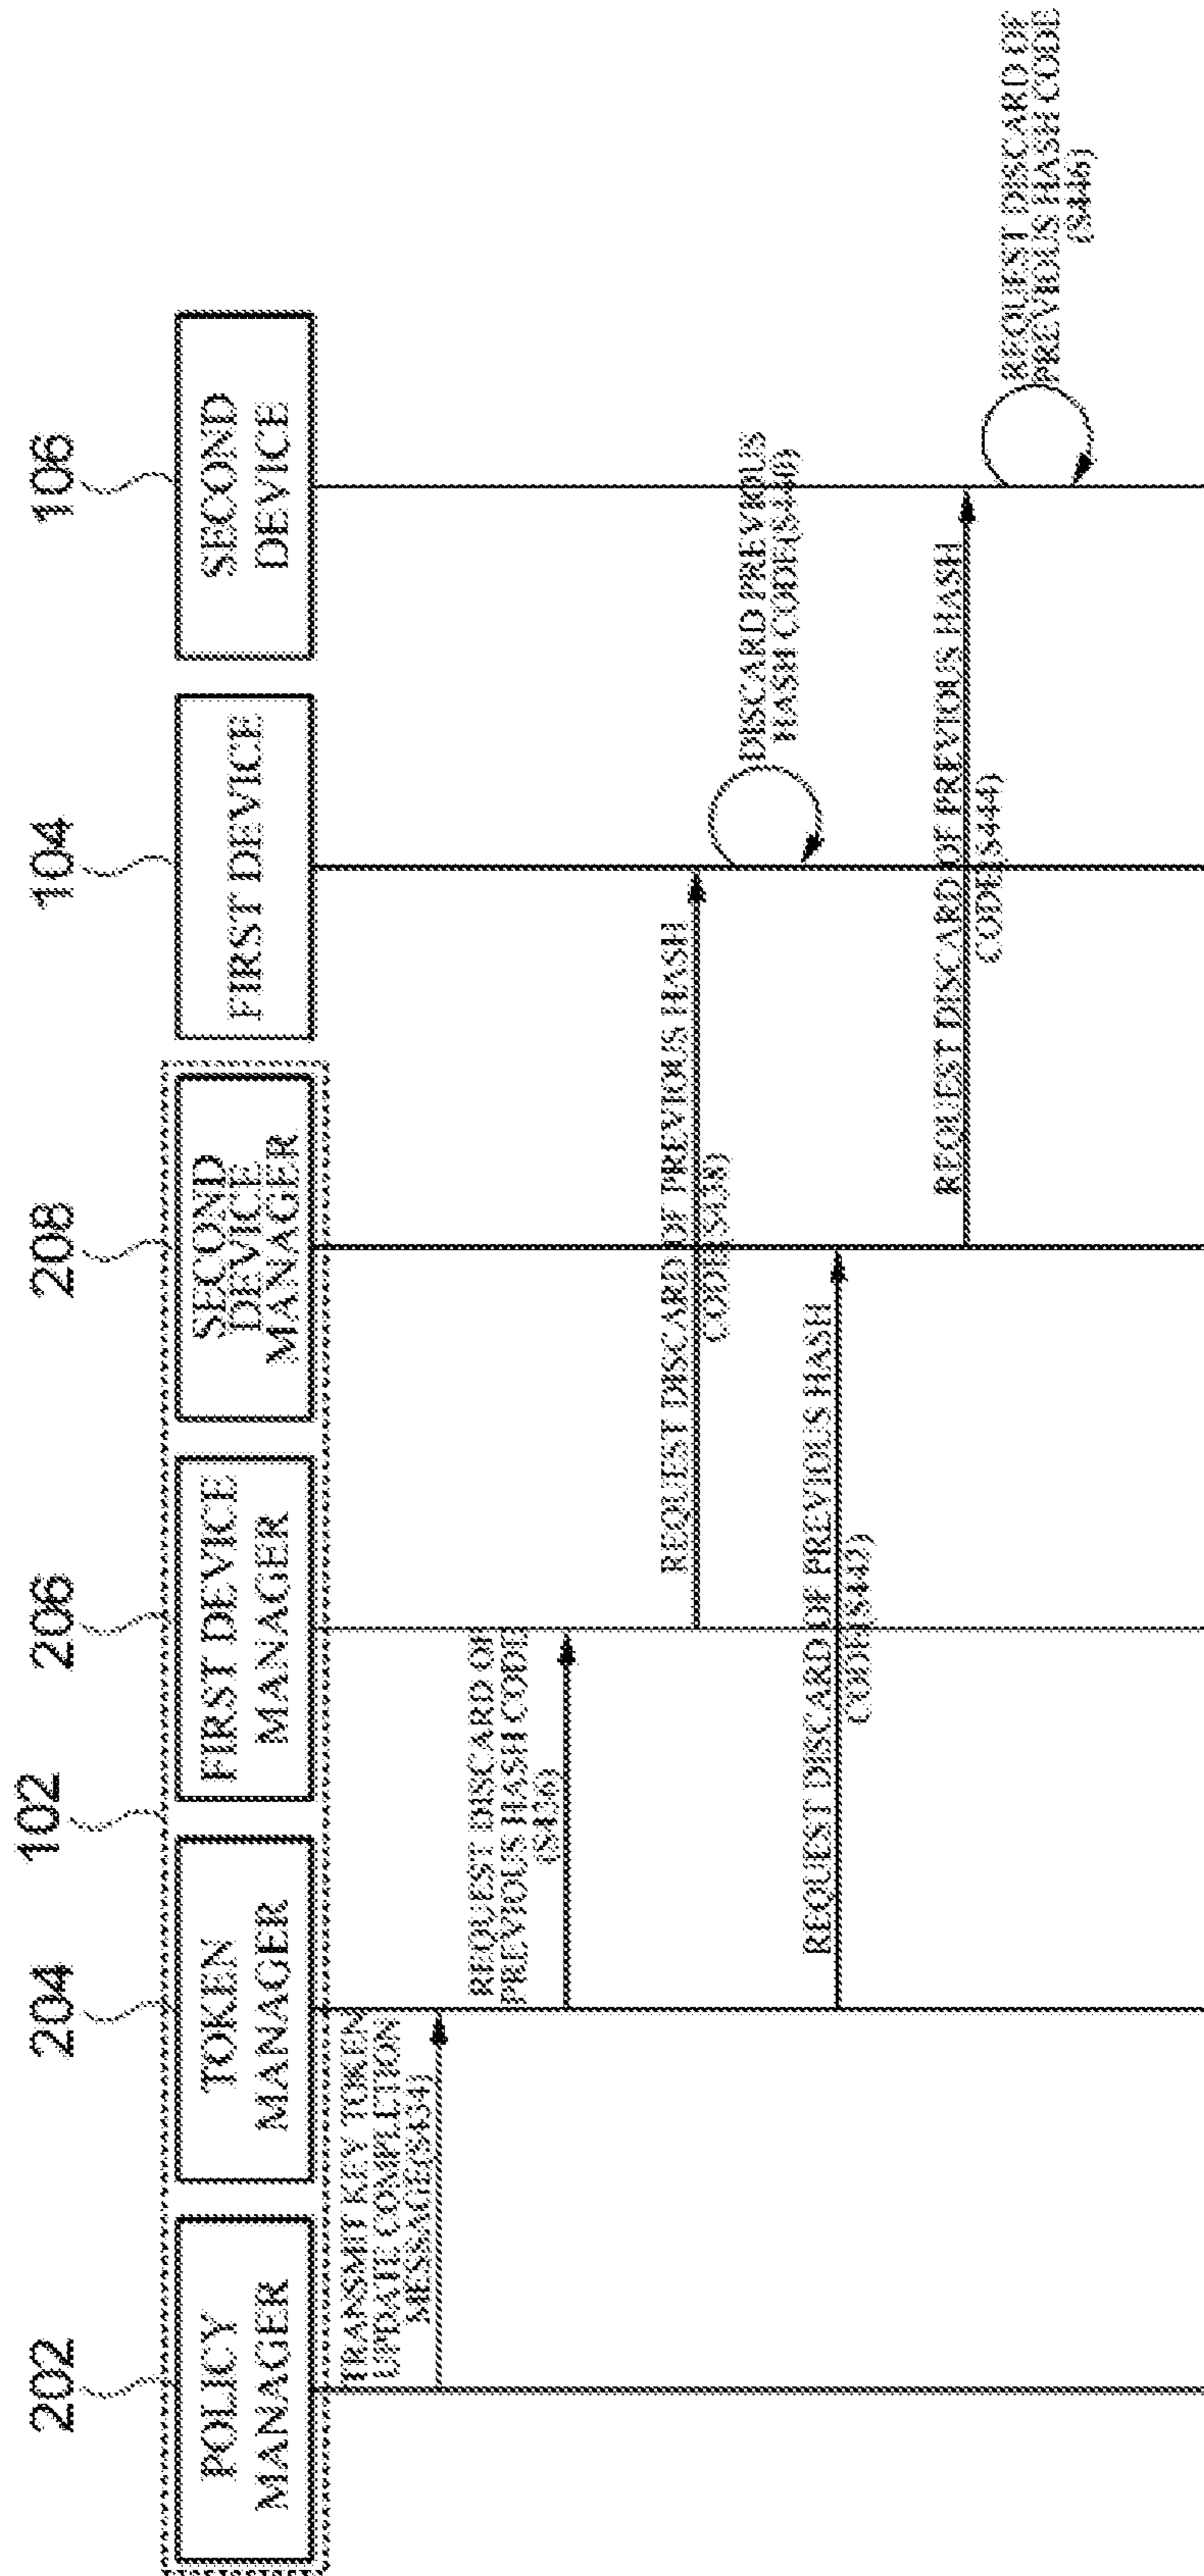 202
204
102
206
208
104
106
POLICY
MANAGER
TOKEN
MANAGER
FIRST DEVICE
MANAGER
SECOND
DEVICE
MANAGER
FIRST DEVICE
SECOND
DEVICE
TRANSMIT KEY TOKEN
UPDATE COMPLETION
MESSAGE(S434)
REQUEST DISCARD OF
PREVIOUS HASH CODE
(S436)
REQUEST DISCARD OF PREVIOUS HASH
CODE(S438)
DISCARD PREVIOUS
HASH CODE(S440)
REQUEST DISCARD OF PREVIOUS HASH
CODE(S442)
REQUEST DISCARD OF PREVIOUS HASH
CODE(S444)
REQUEST DISCARD OF
PREVIOUS HASH CODE
(S446)